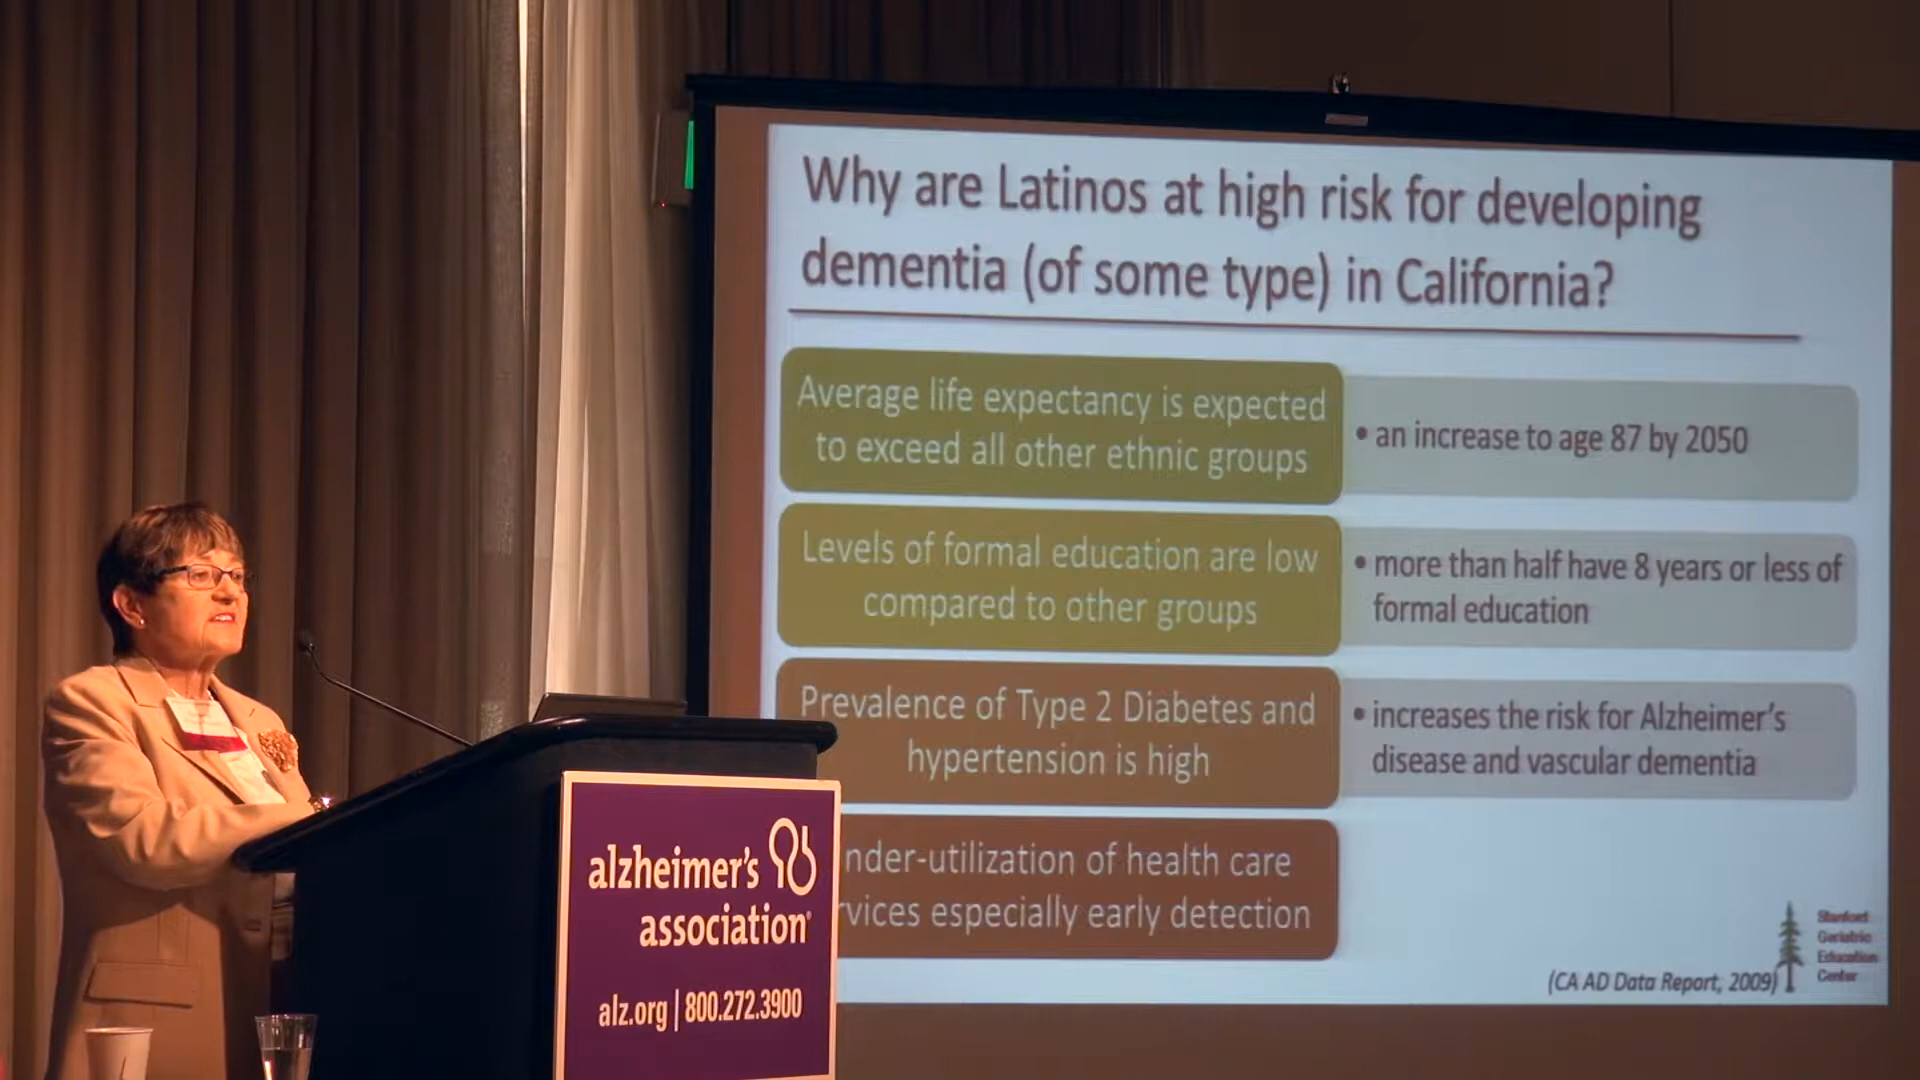 Why are Latinos at high risk for developing
dementia (of some type) in California?
Average life expectancy is expected
to exceed all other ethnic groups
• an increase to age 87 by 2050
Levels of formal education are low
compared to other groups
• more than half have 8 years or less of
formal education
Prevalence of Type 2 Diabetes and
hypertension is high
• increases the risk for Alzheimer's
disease and vascular dementia
nder-utilization of health care
rvices especially early detection
(CA AD Data Report, 2009)
Stanford
Geriatric
Education
Center
alzheimer's
association®
alz.org | 800.272.3900